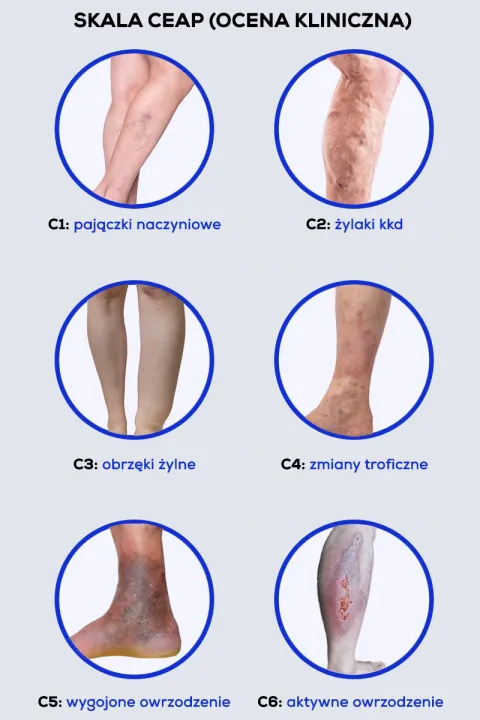 SKALA CEAP (OCENA KLINICZNA)
C1: pajączki naczyniowe
C2: żylaki kkd
C3: obrzęki żylne
C4: zmiany troficzne
C5: wygojone owrzodzenie
C6: aktywne owrzodzenie